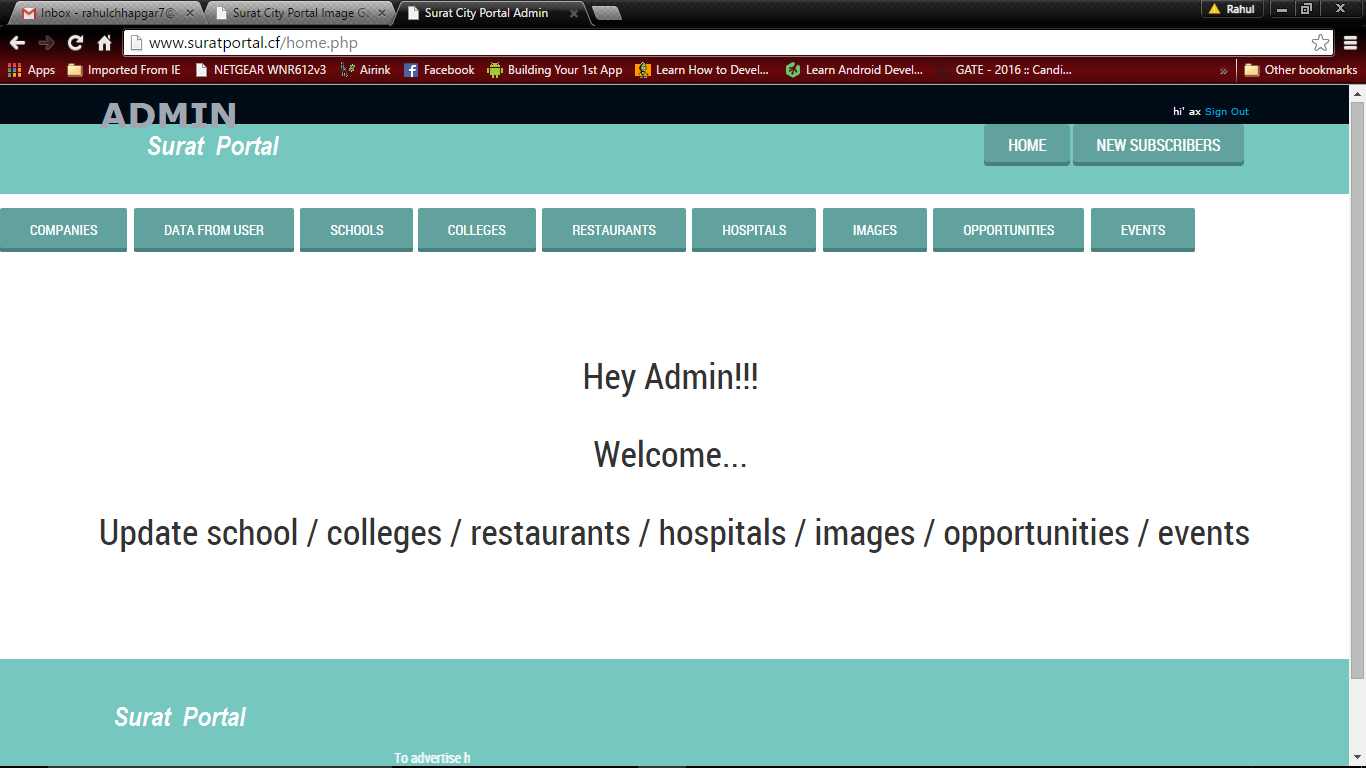 Inbox - rahulchhapgar7@ Surat City Portal Image G Surat City Portal Admin Rahul
www.suratportal.cf/home.php
Apps Imported From IE NETGEAR WNR612v3 Airink Facebook Building Your 1st App Learn How to Devel... Learn Android Devel... GATE - 2016 :: Candi... » Other bookmarks
ADMIN hi' ax Sign Out
Surat Portal HOME NEW SUBSCRIBERS
COMPANIES DATA FROM USER SCHOOLS COLLEGES RESTAURANTS HOSPITALS IMAGES OPPORTUNITIES EVENTS
Hey Admin!!!
Welcome...
Update school / colleges / restaurants / hospitals / images / opportunities / events
Surat Portal
To advertise h